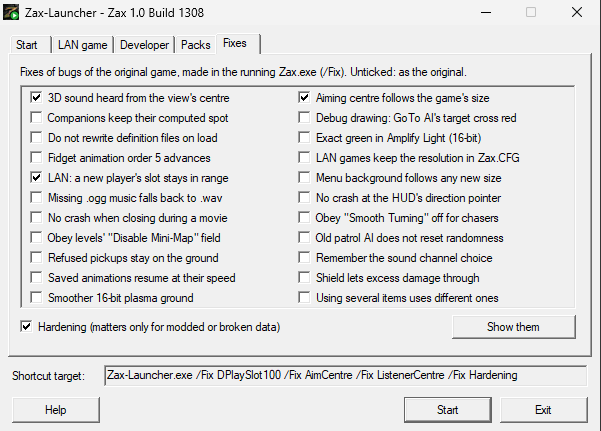 Zax-Launcher - Zax 1.0 Build 1308
Start LAN game Developer Packs Fixes
Fixes of bugs of the original game, made in the running Zax.exe (/Fix). Unticked: as the original.
3D sound heard from the view's centre
Companions keep their computed spot
Do not rewrite definition files on load
Fidget animation order 5 advances
LAN: a new player's slot stays in range
Missing .ogg music falls back to .wav
No crash when closing during a movie
Obey levels' "Disable Mini-Map" field
Refused pickups stay on the ground
Saved animations resume at their speed
Smoother 16-bit plasma ground
Aiming centre follows the game's size
Debug drawing: GoTo AI's target cross red
Exact green in Amplify Light (16-bit)
LAN games keep the resolution in Zax.CFG
Menu background follows any new size
No crash at the HUD's direction pointer
Obey "Smooth Turning" off for chasers
Old patrol AI does not reset randomness
Remember the sound channel choice
Shield lets excess damage through
Using several items uses different ones
Hardening (matters only for modded or broken data)
Show them
Shortcut target: Zax-Launcher.exe /Fix DPlaySlot100 /Fix AimCentre /Fix ListenerCentre /Fix Hardening
Help Start Exit